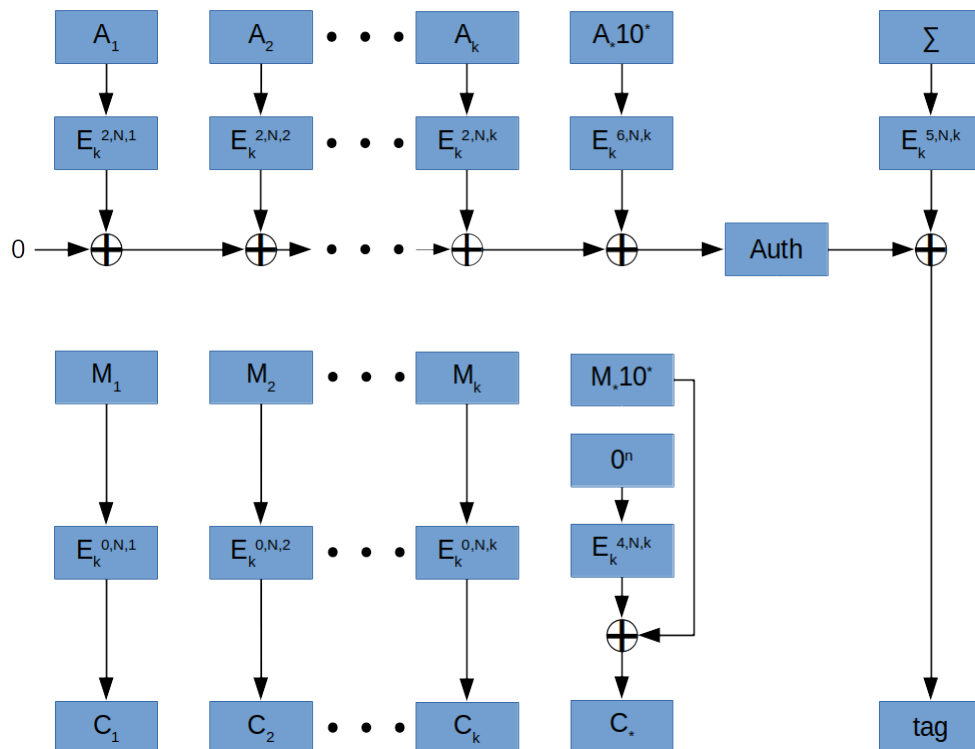 A₁ A₂ • • • Aₖ A⁎10* ∑
Eₖ²,ᴺ,¹ Eₖ²,ᴺ,² • • • Eₖ²,ᴺ,ᵏ Eₖ⁶,ᴺ,ᵏ Eₖ⁵,ᴺ,ᵏ
0 • • • Auth
M₁ M₂ • • • Mₖ M⁎10*
0ⁿ
Eₖ⁰,ᴺ,¹ Eₖ⁰,ᴺ,² • • • Eₖ⁰,ᴺ,ᵏ Eₖ⁴,ᴺ,ᵏ
C₁ C₂ • • • Cₖ C⁎ tag